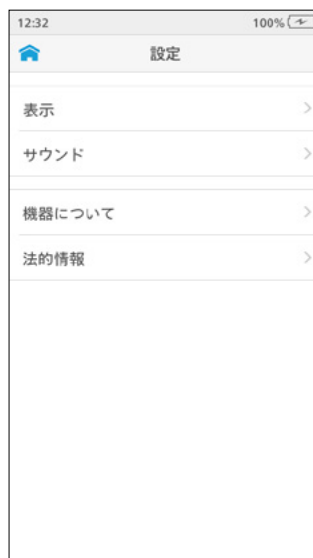 12:32 100%
設定
表示
サウンド
機器について
法的情報